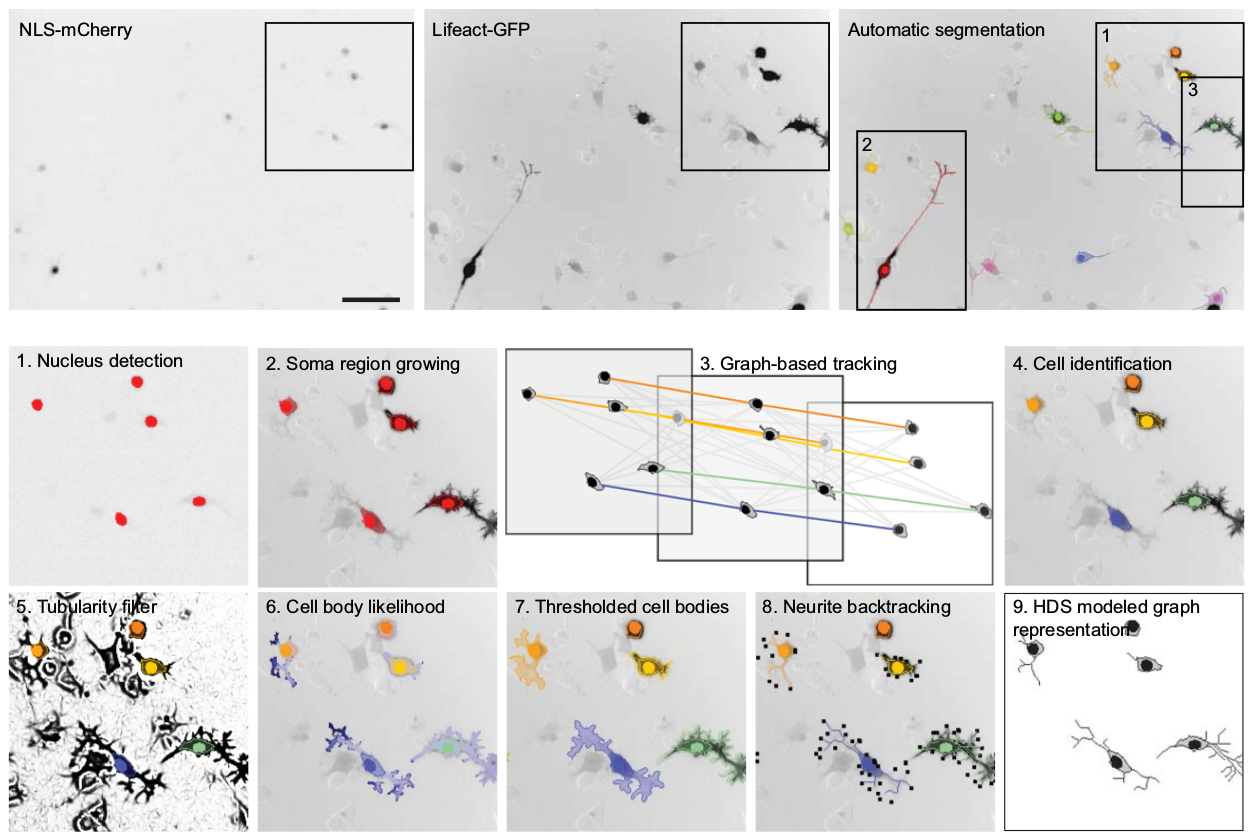 NLS-mCherry
Lifeact-GFP
Automatic segmentation
1
3
2
1. Nucleus detection
2. Soma region growing
3. Graph-based tracking
4. Cell identification
5. Tubularity filter
6. Cell body likelihood
7. Thresholded cell bodies
8. Neurite backtracking
9. HDS modeled graph
representation